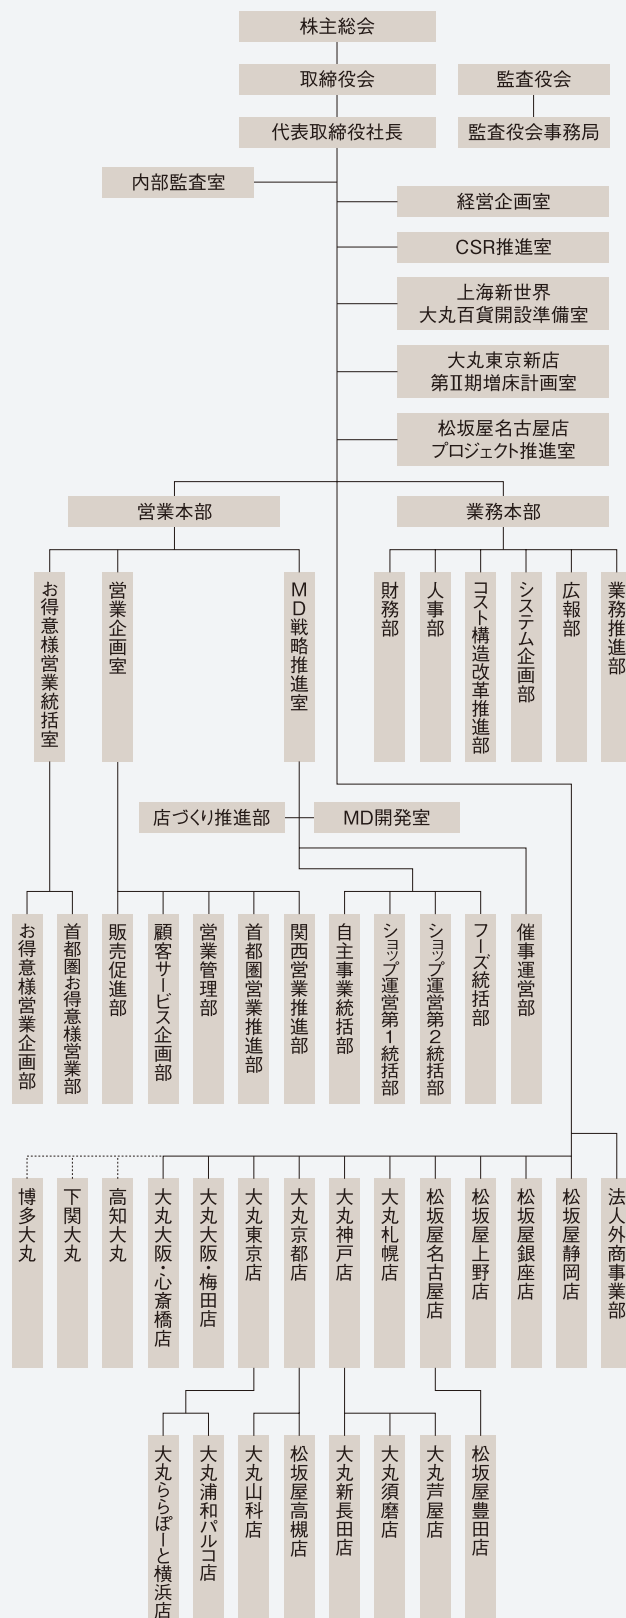 株主総会
取締役会
監査役会
代表取締役社長
監査役会事務局
内部監査室
経営企画室
CSR推進室
上海新世界
大丸百貨開設準備室
大丸東京新店
第Ⅱ期増床計画室
松坂屋名古屋店
プロジェクト推進室
営業本部
業務本部
お得意様営業統括室
営業企画室
MD戦略推進室
財務部
人事部
コスト構造改革推進部
システム企画部
広報部
業務推進部
店づくり推進部
MD開発室
お得意様営業企画部
首都圏お得意様営業部
販売促進部
顧客サービス企画部
営業管理部
首都圏営業推進部
関西営業推進部
自主事業統括部
ショップ運営第1統括部
ショップ運営第2統括部
フーズ統括部
催事運営部
博多大丸
下関大丸
高知大丸
大丸大阪・心斎橋店
大丸大阪・梅田店
大丸東京店
大丸京都店
大丸神戸店
大丸札幌店
松坂屋名古屋店
松坂屋上野店
松坂屋銀座店
松坂屋静岡店
法人外商事業部
大丸ららぽーと横浜店
大丸浦和パルコ店
大丸山科店
松坂屋高槻店
大丸新長田店
大丸須磨店
大丸芦屋店
松坂屋豊田店